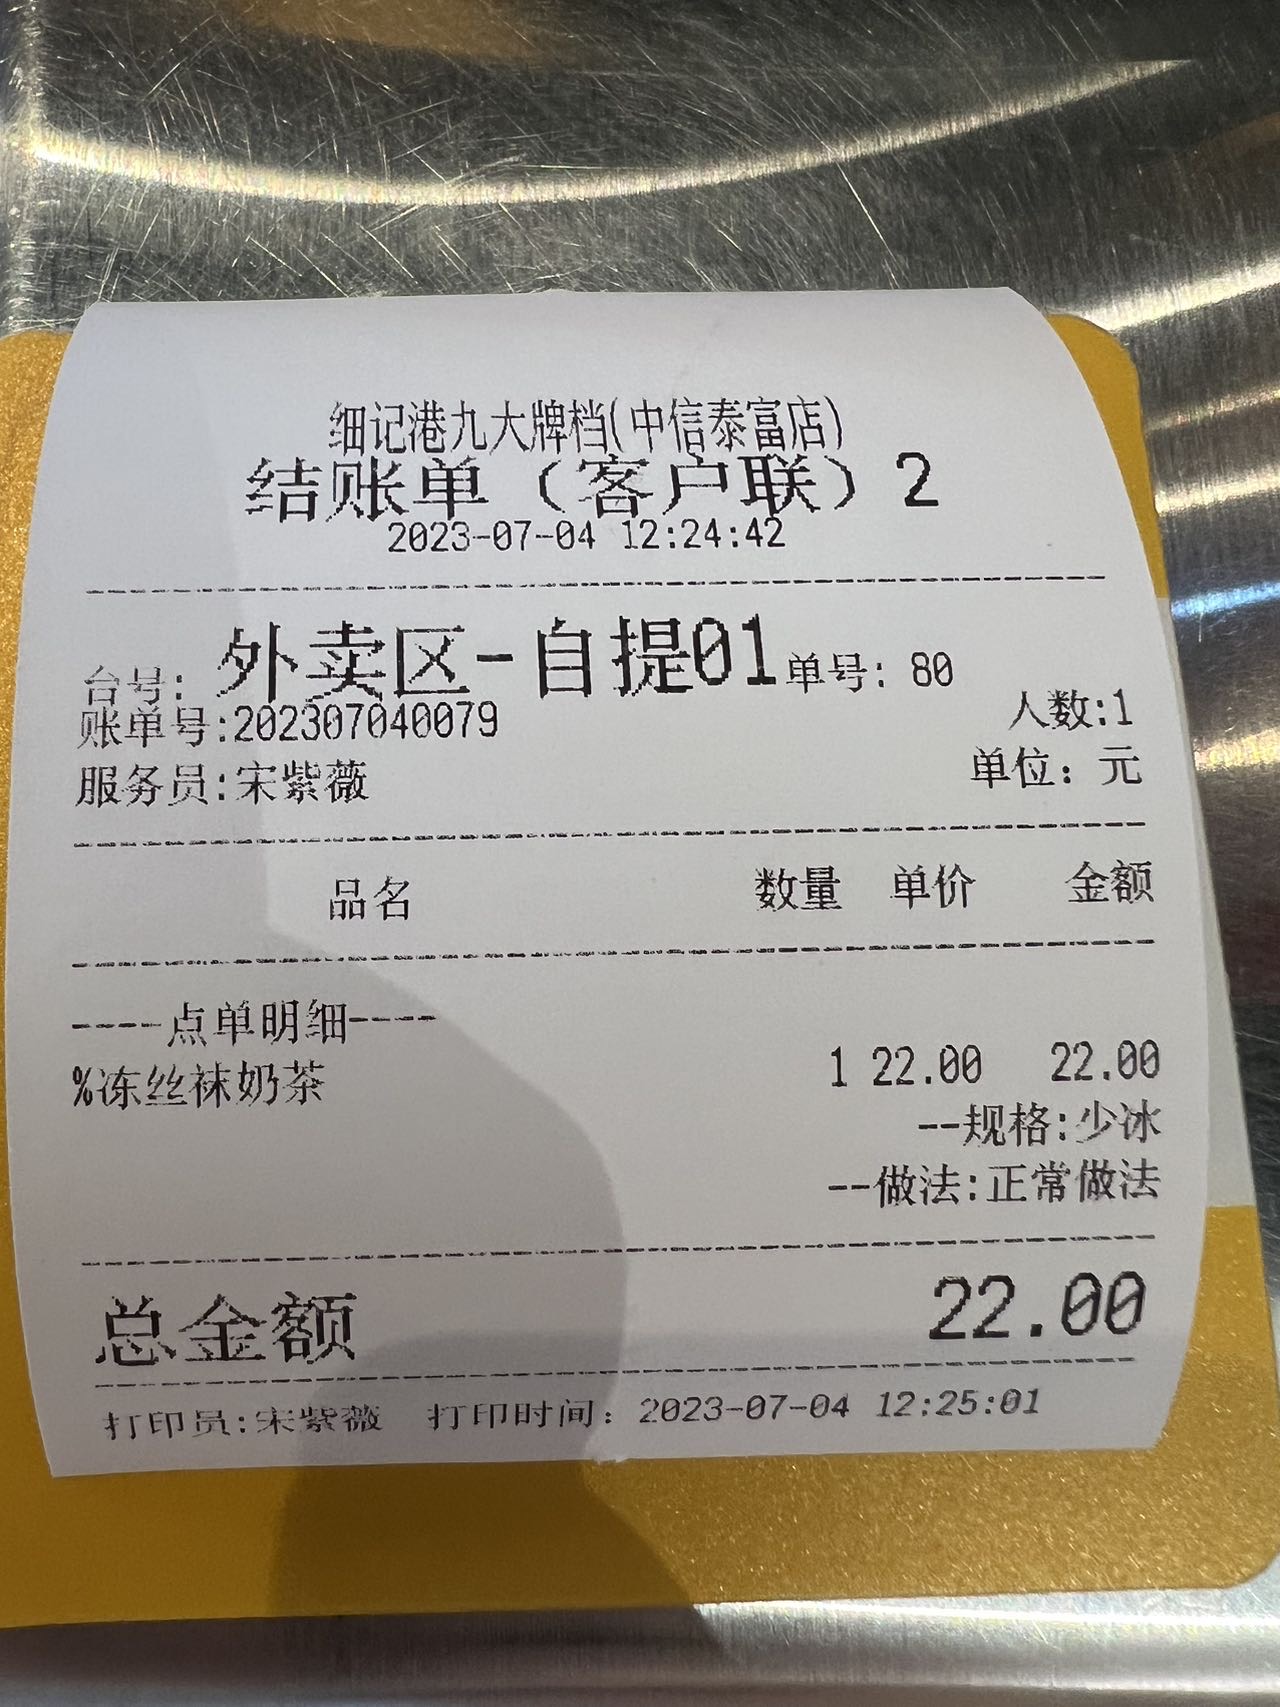 细记港九大牌档(中信泰富店)
结账单（客户联）2
2023-07-04 12:24:42
台号: 外卖区-自提01 单号: 80
账单号:202307040079 人数:1
服务员:宋紫薇 单位: 元
品名 数量 单价 金额
----点单明细----
%冻丝袜奶茶 1 22.00 22.00
--规格:少冰
--做法:正常做法
总金额 22.00
打印员:宋紫薇 打印时间: 2023-07-04 12:25:01